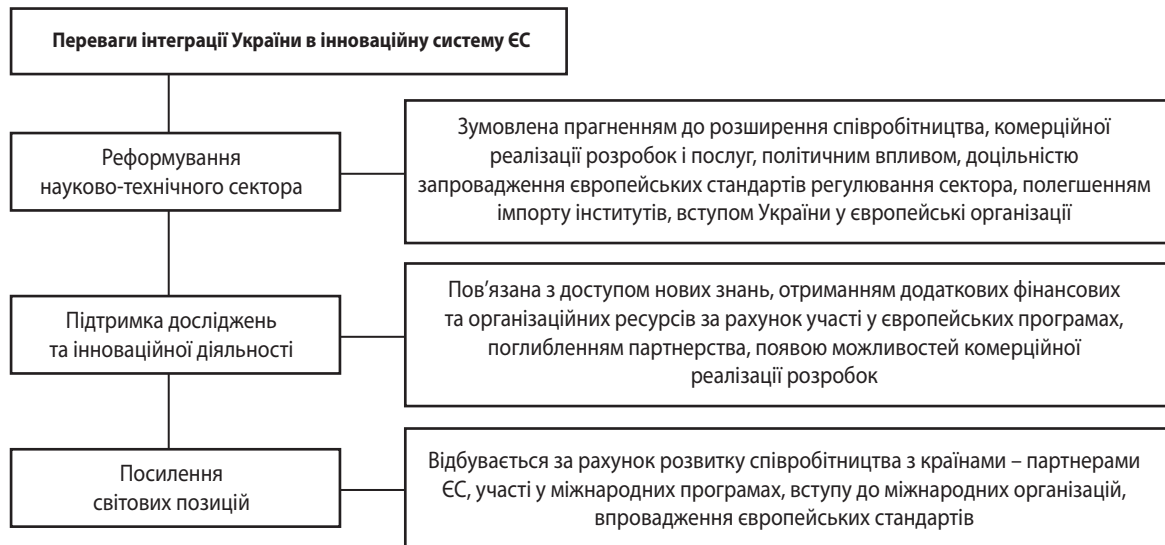 Переваги інтеграції України в інноваційну систему ЄС
Реформування
науково-технічного сектора
Зумовлена прагненням до розширення співробітництва, комерційної
реалізації розробок і послуг, політичним впливом, доцільністю
запровадження європейських стандартів регулювання сектора, полегшенням
імпорту інститутів, вступом України у європейські організації
Підтримка досліджень
та інноваційної діяльності
Пов’язана з доступом нових знань, отриманням додаткових фінансових
та організаційних ресурсів за рахунок участі у європейських програмах,
поглибленням партнерства, появою можливостей комерційної
реалізації розробок
Посилення
світових позицій
Відбувається за рахунок розвитку співробітництва з країнами – партнерами
ЄС, участі у міжнародних програмах, вступу до міжнародних організацій,
впровадження європейських стандартів